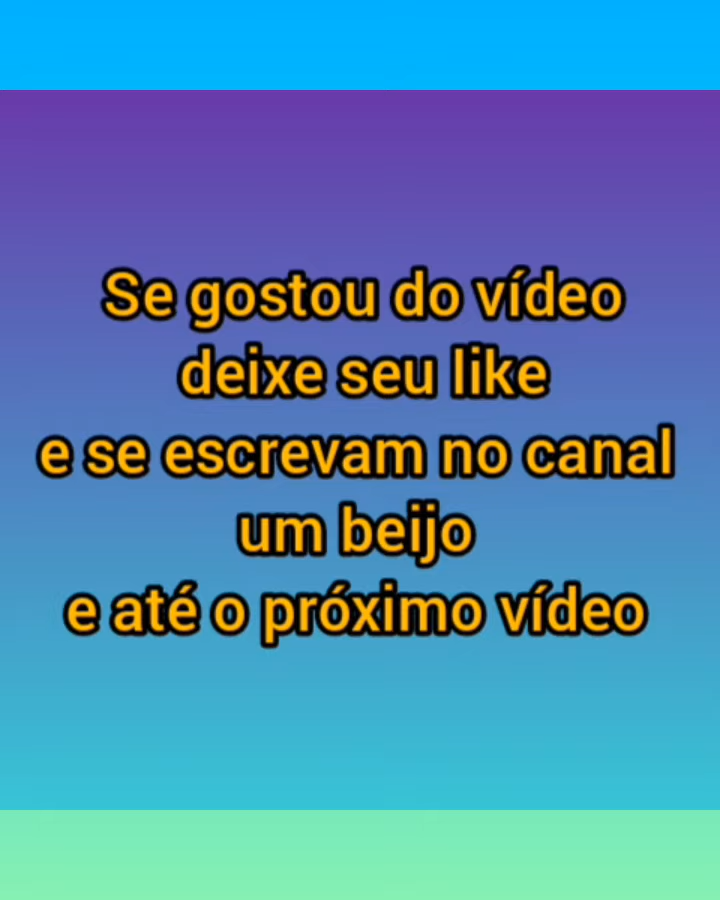 Se gostou do vídeo
deixe seu like
e se escrevam no canal
um beijo
e até o próximo vídeo